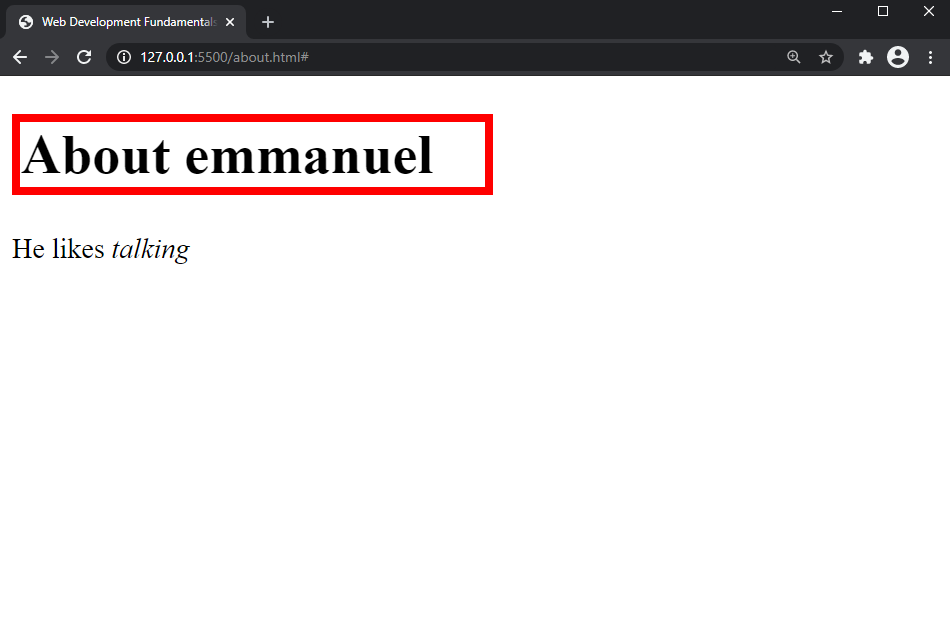 Web Development Fundamentals
127.0.0.1:5500/about.html#
About emmanuel
He likes talking